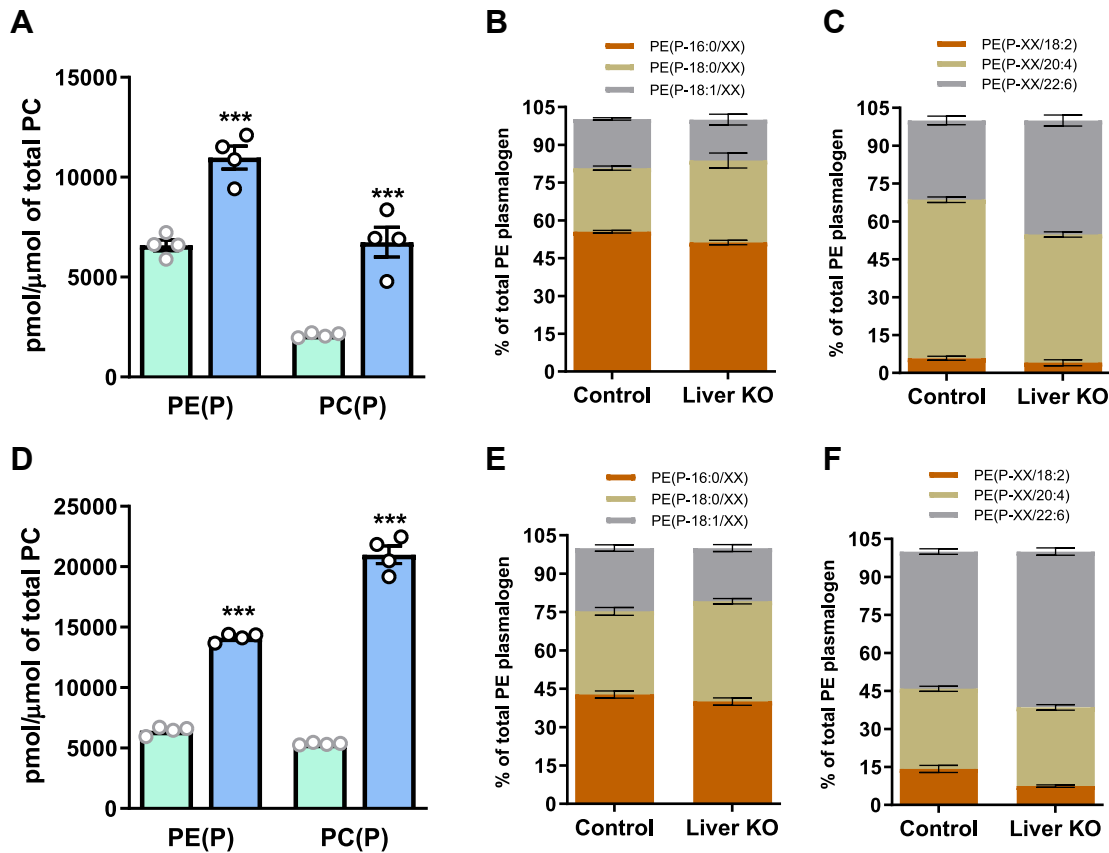 A
pmol/μmol of total PC
15000
10000
5000
0
***
***
PE(P)
PC(P)
B
PE(P-16:0/XX)
PE(P-18:0/XX)
PE(P-18:1/XX)
% of total PE plasmalogen
105
90
75
60
45
30
15
0
Control
Liver KO
C
PE(P-XX/18:2)
PE(P-XX/20:4)
PE(P-XX/22:6)
% of total PE plasmalogen
105
90
75
60
45
30
15
0
Control
Liver KO
D
pmol/μmol of total PC
25000
20000
15000
10000
5000
0
***
***
PE(P)
PC(P)
E
PE(P-16:0/XX)
PE(P-18:0/XX)
PE(P-18:1/XX)
% of total PE plasmalogen
105
90
75
60
45
30
15
0
Control
Liver KO
F
PE(P-XX/18:2)
PE(P-XX/20:4)
PE(P-XX/22:6)
% of total PE plasmalogen
105
90
75
60
45
30
15
0
Control
Liver KO